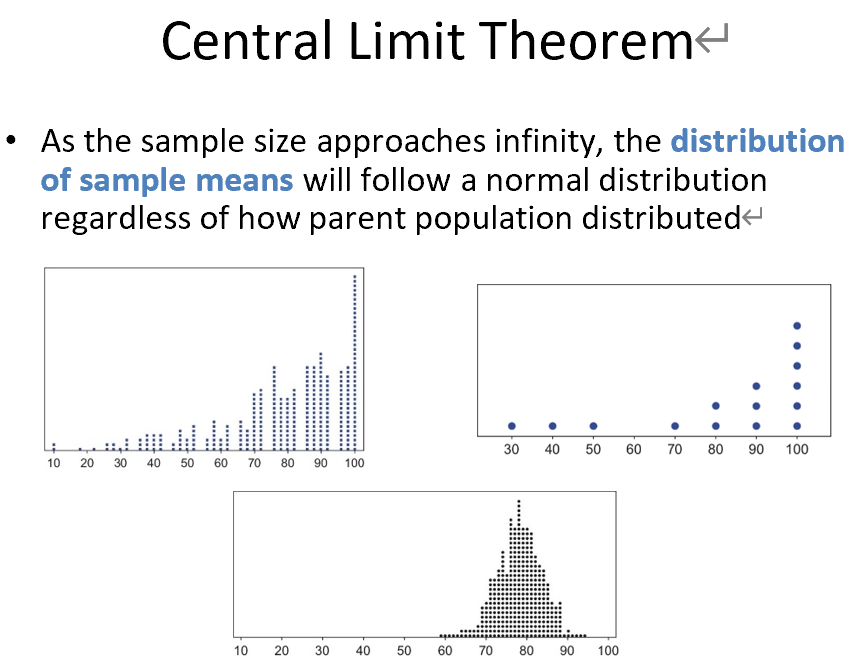 Central Limit Theorem↵
• As the sample size approaches infinity, the distribution
of sample means will follow a normal distribution
regardless of how parent population distributed↵
10 20 30 40 50 60 70 80 90 100
30 40 50 60 70 80 90 100
10 20 30 40 50 60 70 80 90 100